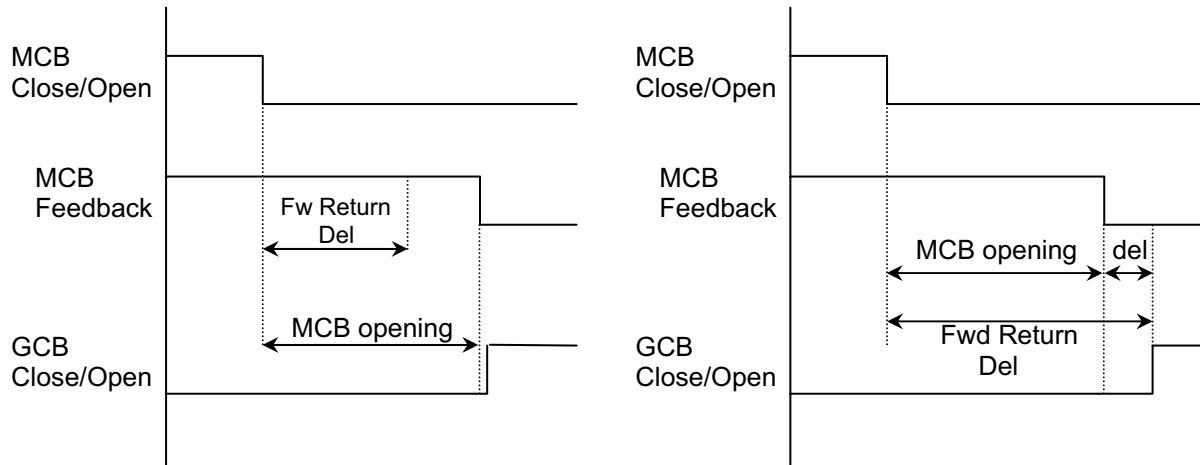 MCB
Close/Open
MCB
Feedback
Fw Return
Del
MCB opening
GCB
Close/Open
MCB
Close/Open
MCB
Feedback
MCB opening
del
Fwd Return
Del
GCB
Close/Open